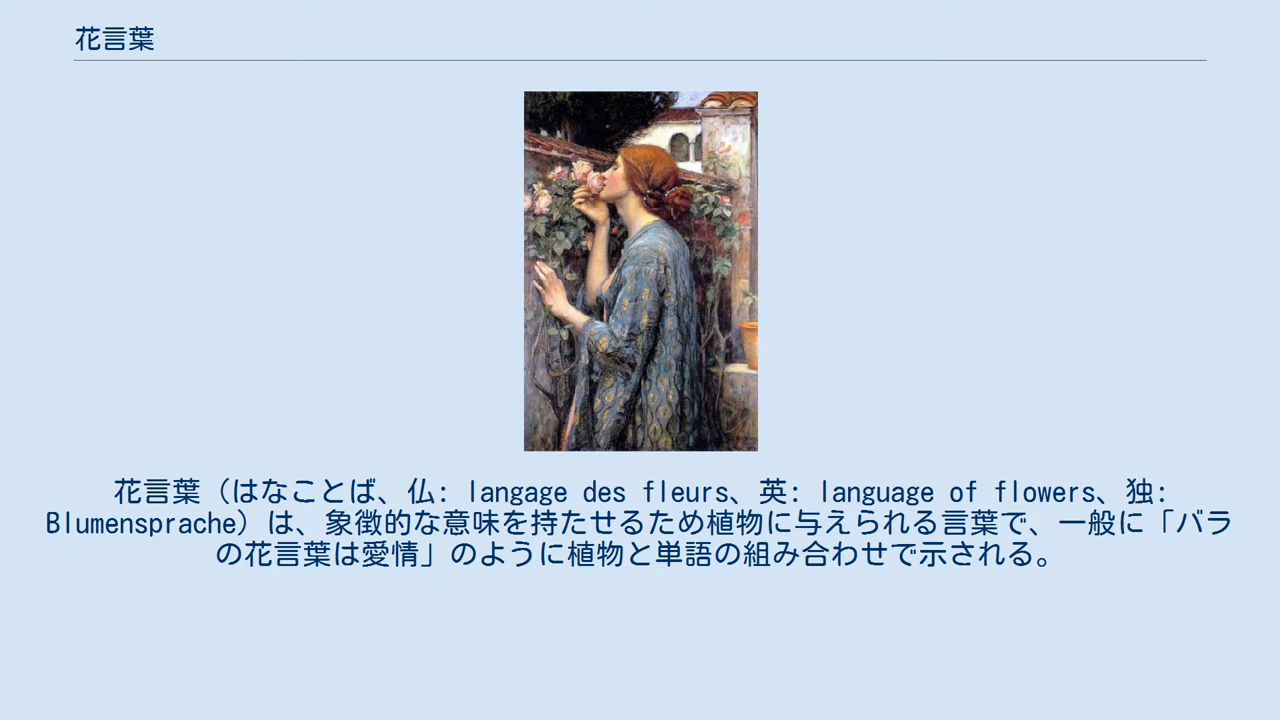 花言葉
花言葉（はなことば、仏: langage des fleurs、英: language of flowers、独:
Blumensprache）は、象徴的な意味を持たせるため植物に与えられる言葉で、一般に「バラ
の花言葉は愛情」のように植物と単語の組み合わせで示される。